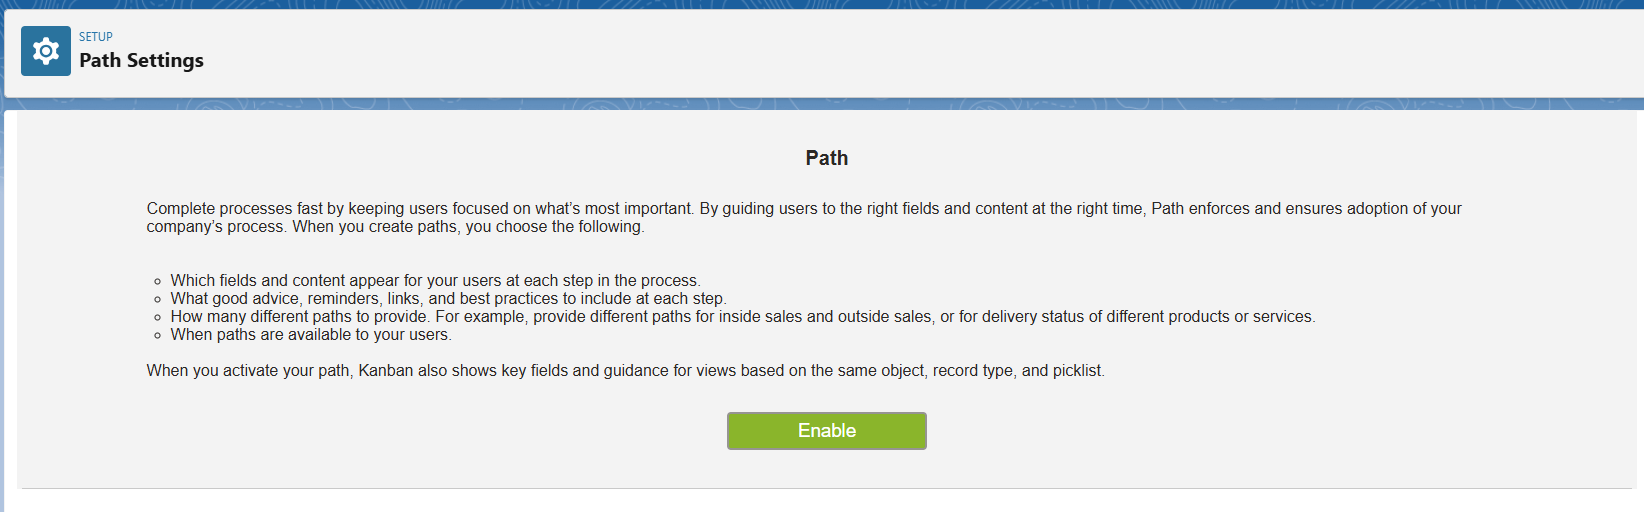 SETUP
Path Settings
Path
Complete processes fast by keeping users focused on what’s most important. By guiding users to the right fields and content at the right time, Path enforces and ensures adoption of your
company’s process. When you create paths, you choose the following.
Which fields and content appear for your users at each step in the process.
What good advice, reminders, links, and best practices to include at each step.
How many different paths to provide. For example, provide different paths for inside sales and outside sales, or for delivery status of different products or services.
When paths are available to your users.
When you activate your path, Kanban also shows key fields and guidance for views based on the same object, record type, and picklist.
Enable